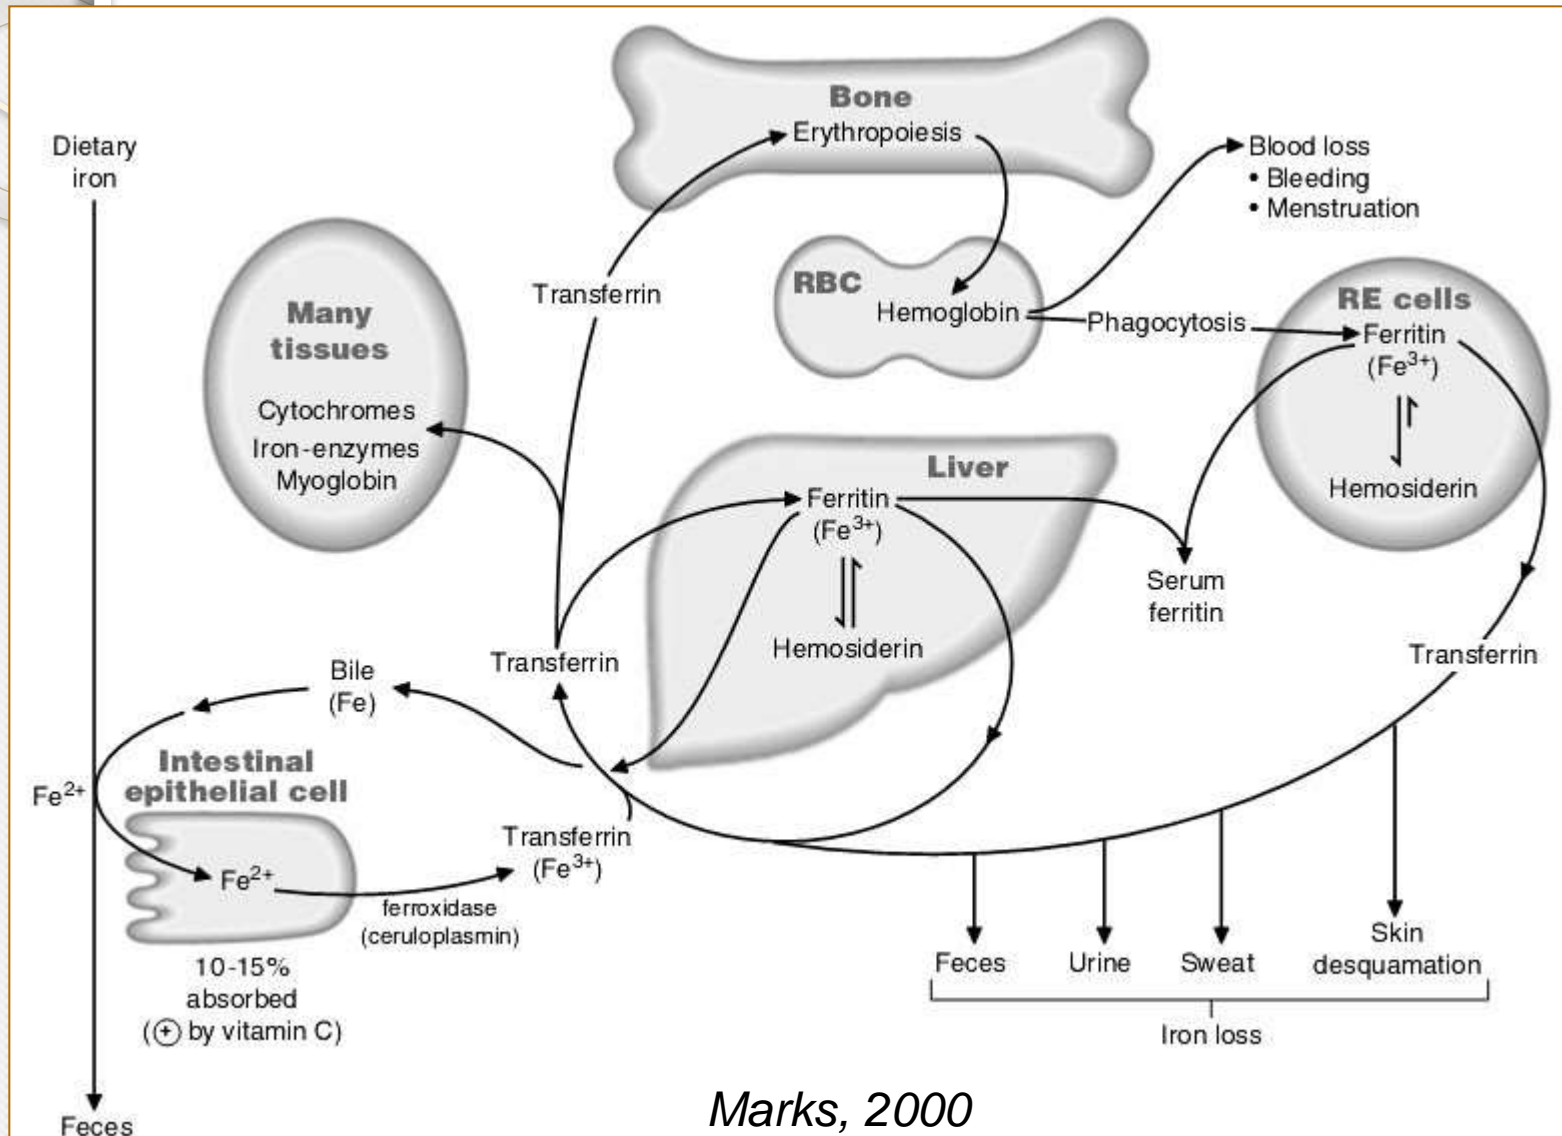 Bone
Erythropoiesis
Dietary
iron
Blood loss
• Bleeding
• Menstruation
Transferrin
RBC
Hemoglobin
Phagocytosis
RE cells
Ferritin
(Fe³⁺)
Hemosiderin
Many
tissues
Cytochromes
Iron-enzymes
Myoglobin
Liver
Ferritin
(Fe³⁺)
Hemosiderin
Serum
ferritin
Transferrin
Transferrin
Bile
(Fe)
Intestinal
epithelial cell
Fe²⁺
Fe²⁺
Transferrin
(Fe³⁺)
ferroxidase
(ceruloplasmin)
10-15%
absorbed
(⊕ by vitamin C)
Feces
Urine
Sweat
Skin
desquamation
Iron loss
Feces
Marks, 2000